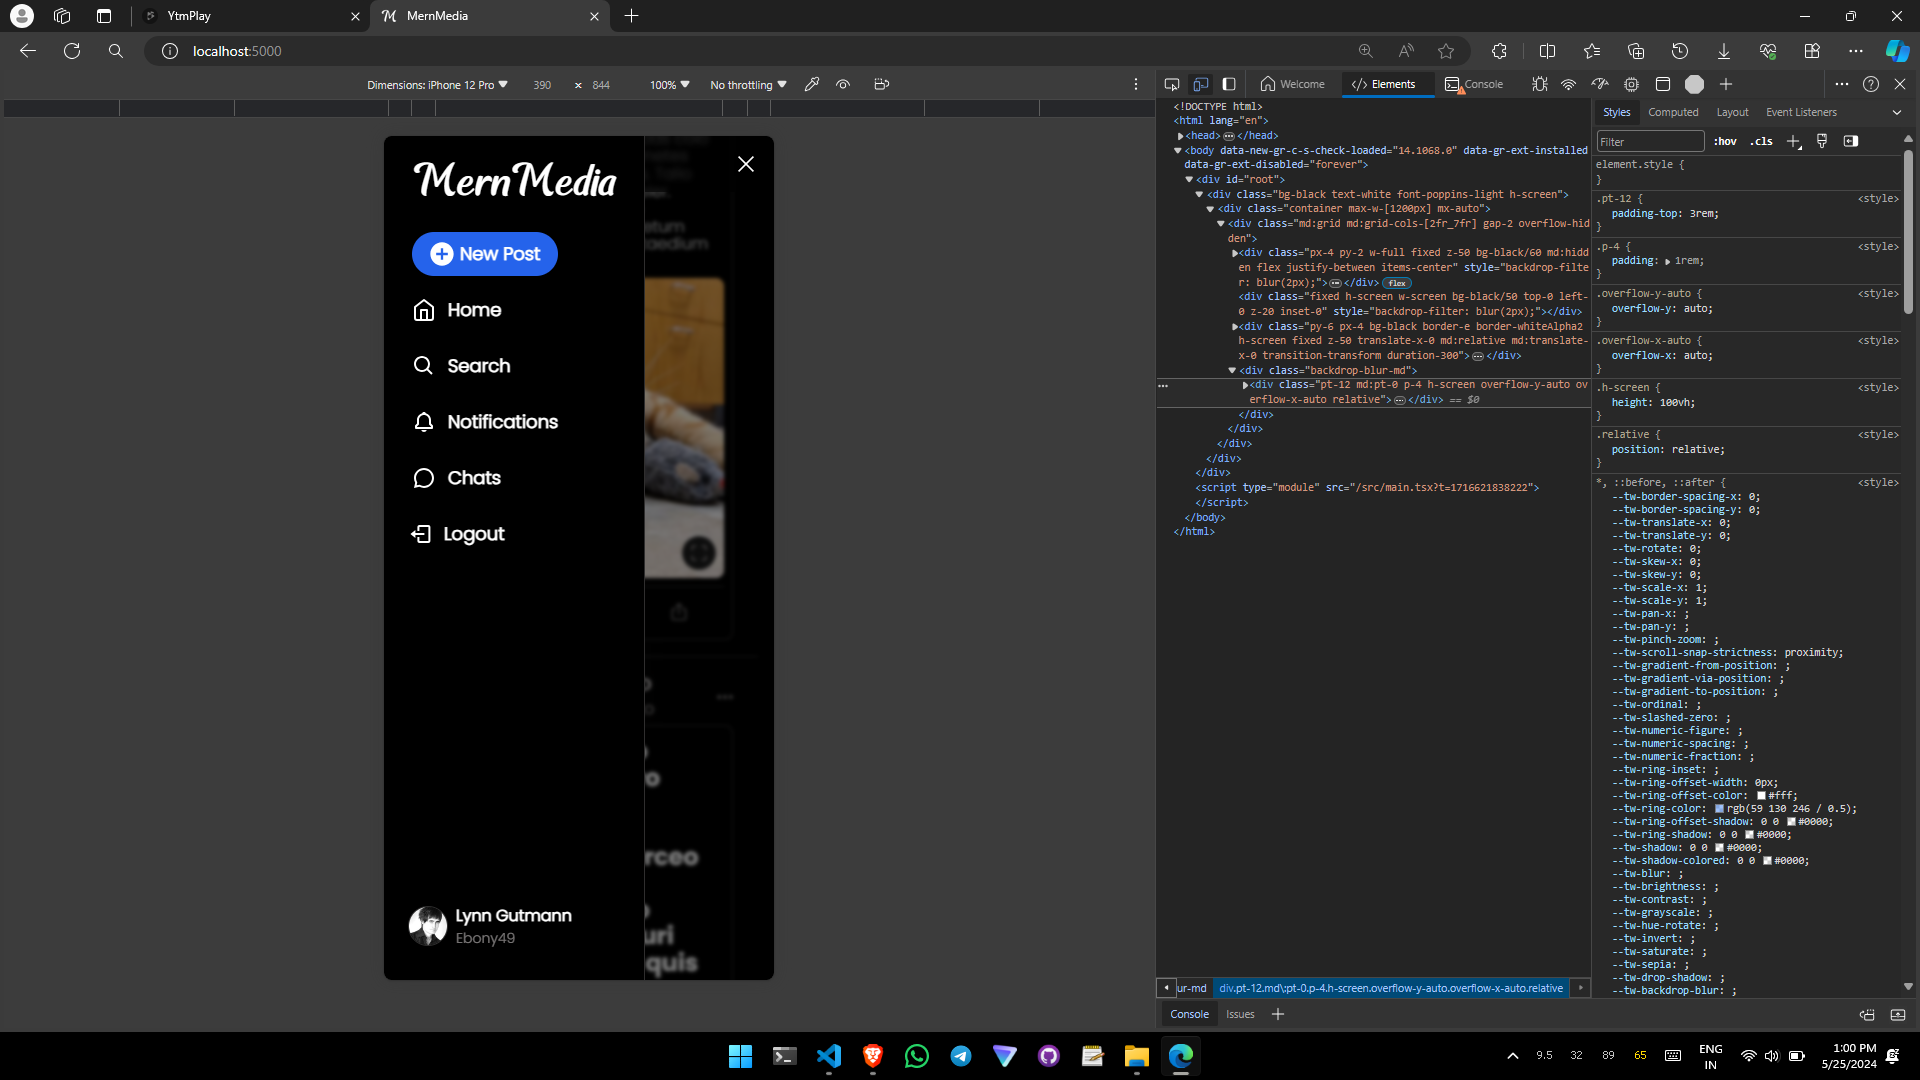 YtmPlay
MernMedia
localhost:5000
Dimensions: iPhone 12 Pro
390
×
844
100%
No throttling
Welcome
Elements
Console
MernMedia
New Post
Home
Search
Notifications
Chats
Logout
Lynn Gutmann
Ebony49
etum
aedium
ro
rceo
uri
quis
<!DOCTYPE html>
<html lang="en">
<head></head>
<body data-new-gr-c-s-check-loaded="14.1068.0" data-gr-ext-installed
data-gr-ext-disabled="forever">
<div id="root">
<div class="bg-black text-white font-poppins-light h-screen">
<div class="container max-w-[1200px] mx-auto">
<div class="md:grid md:grid-cols-[2fr_7fr] gap-2 overflow-hid
den">
<div class="px-4 py-2 w-full fixed z-50 bg-black/60 md:hidd
en flex justify-between items-center" style="backdrop-filte
r: blur(2px);"></div> flex
<div class="fixed h-screen w-screen bg-black/50 top-0 left-
0 z-20 inset-0" style="backdrop-filter: blur(2px);"></div>
<div class="py-6 px-4 bg-black border-e border-whiteAlpha2
h-screen fixed z-50 translate-x-0 md:relative md:translate-
x-0 transition-transform duration-300"></div>
<div class="backdrop-blur-md">
<div class="pt-12 md:pt-0 p-4 h-screen overflow-y-auto ov
erflow-x-auto relative"></div> == $0
</div>
</div>
</div>
</div>
</div>
<script type="module" src="/src/main.tsx?t=1716621838222">
</script>
</body>
</html>
ur-md
div.pt-12.md\:pt-0.p-4.h-screen.overflow-y-auto.overflow-x-auto.relative
Console
Issues
Styles
Computed
Layout
Event Listeners
Filter
:hov
.cls
element.style {
}
.pt-12 { <style>
padding-top: 3rem;
}
.p-4 { <style>
padding: 1rem;
}
.overflow-y-auto { <style>
overflow-y: auto;
}
.overflow-x-auto { <style>
overflow-x: auto;
}
.h-screen { <style>
height: 100vh;
}
.relative { <style>
position: relative;
}
*, ::before, ::after { <style>
--tw-border-spacing-x: 0;
--tw-border-spacing-y: 0;
--tw-translate-x: 0;
--tw-translate-y: 0;
--tw-rotate: 0;
--tw-skew-x: 0;
--tw-skew-y: 0;
--tw-scale-x: 1;
--tw-scale-y: 1;
--tw-pan-x: ;
--tw-pan-y: ;
--tw-pinch-zoom: ;
--tw-scroll-snap-strictness: proximity;
--tw-gradient-from-position: ;
--tw-gradient-via-position: ;
--tw-gradient-to-position: ;
--tw-ordinal: ;
--tw-slashed-zero: ;
--tw-numeric-figure: ;
--tw-numeric-spacing: ;
--tw-numeric-fraction: ;
--tw-ring-inset: ;
--tw-ring-offset-width: 0px;
--tw-ring-offset-color: #fff;
--tw-ring-color: rgb(59 130 246 / 0.5);
--tw-ring-offset-shadow: 0 0 #0000;
--tw-ring-shadow: 0 0 #0000;
--tw-shadow: 0 0 #0000;
--tw-shadow-colored: 0 0 #0000;
--tw-blur: ;
--tw-brightness: ;
--tw-contrast: ;
--tw-grayscale: ;
--tw-hue-rotate: ;
--tw-invert: ;
--tw-saturate: ;
--tw-sepia: ;
--tw-drop-shadow: ;
--tw-backdrop-blur: ;
9.5
32
89
65
ENG
IN
1:00 PM
5/25/2024